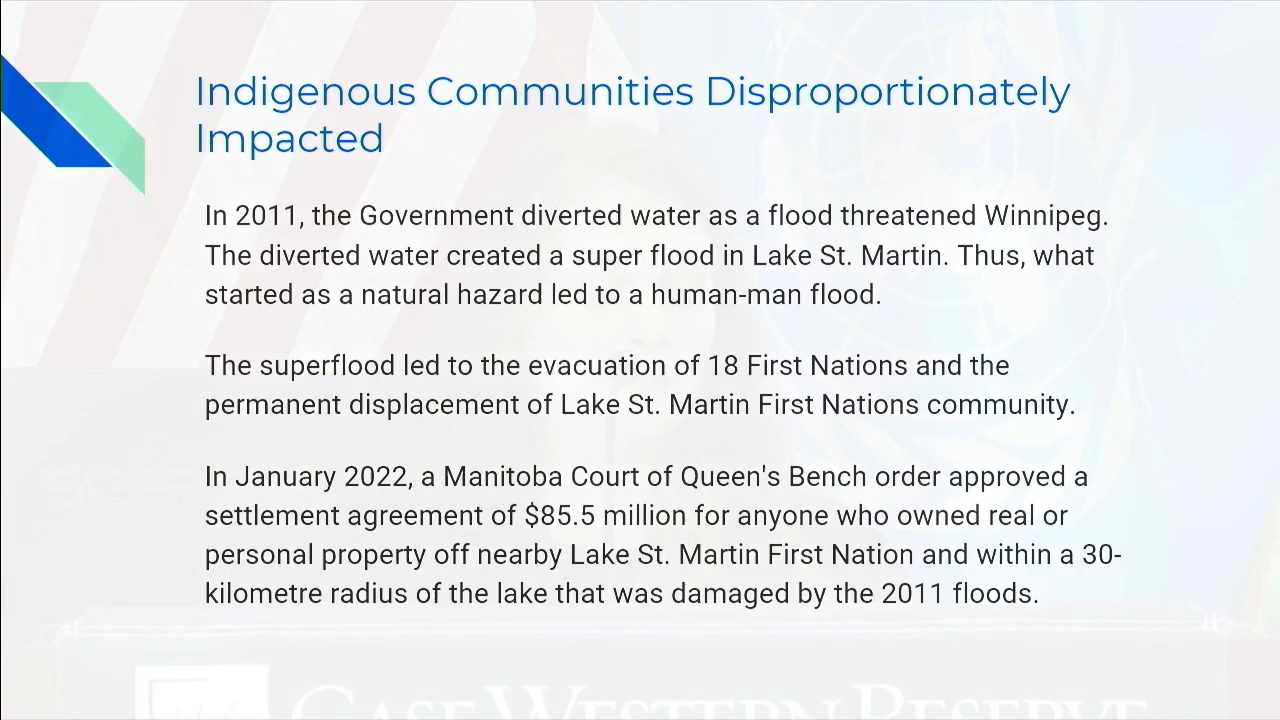 Indigenous Communities Disproportionately
Impacted
In 2011, the Government diverted water as a flood threatened Winnipeg.
The diverted water created a super flood in Lake St. Martin. Thus, what
started as a natural hazard led to a human-man flood.
The superflood led to the evacuation of 18 First Nations and the
permanent displacement of Lake St. Martin First Nations community.
In January 2022, a Manitoba Court of Queen's Bench order approved a
settlement agreement of $85.5 million for anyone who owned real or
personal property off nearby Lake St. Martin First Nation and within a 30-
kilometre radius of the lake that was damaged by the 2011 floods.
CASE WESTERN RESERVE